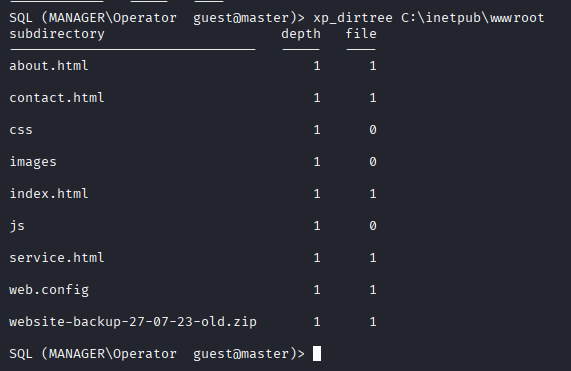 SQL (MANAGER\Operator  guest@master)> xp_dirtree C:\inetpub\wwwroot
subdirectory depth file
about.html 1 1
contact.html 1 1
css 1 0
images 1 0
index.html 1 1
js 1 0
service.html 1 1
web.config 1 1
website-backup-27-07-23-old.zip 1 1
SQL (MANAGER\Operator  guest@master)>